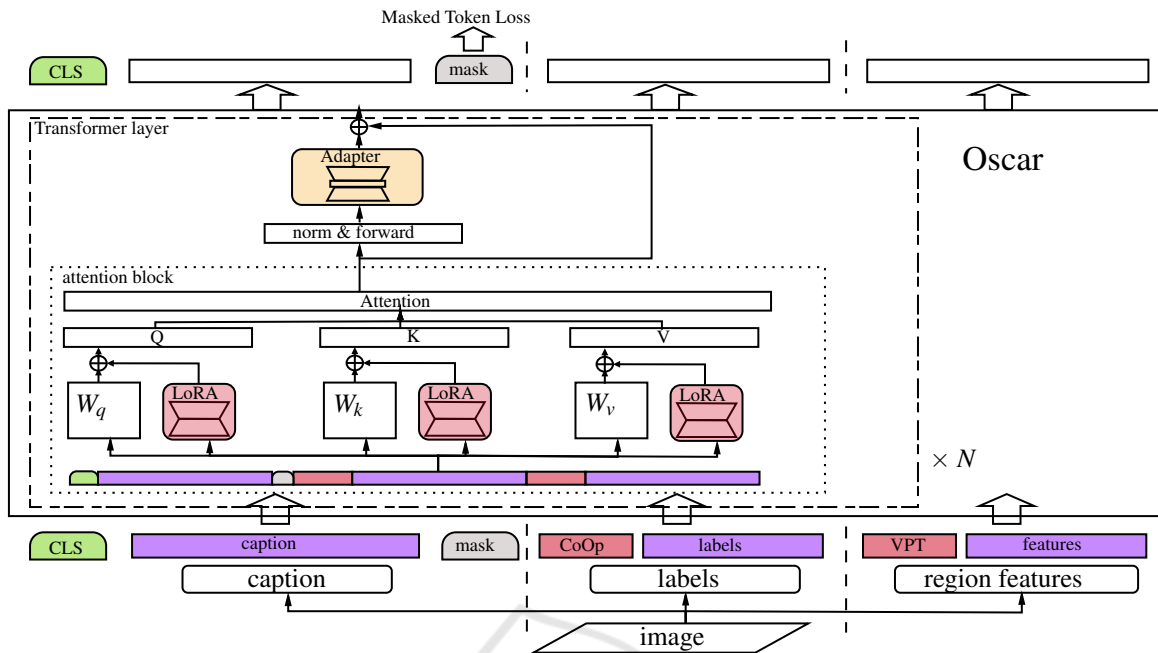 Masked Token Loss
CLS
mask
Transformer layer
Oscar
Adapter
norm & forward
attention block
Attention
Q K V
W_q LoRA W_k LoRA W_v LoRA
× N
CLS caption mask CoOp labels VPT features
caption labels region features
image